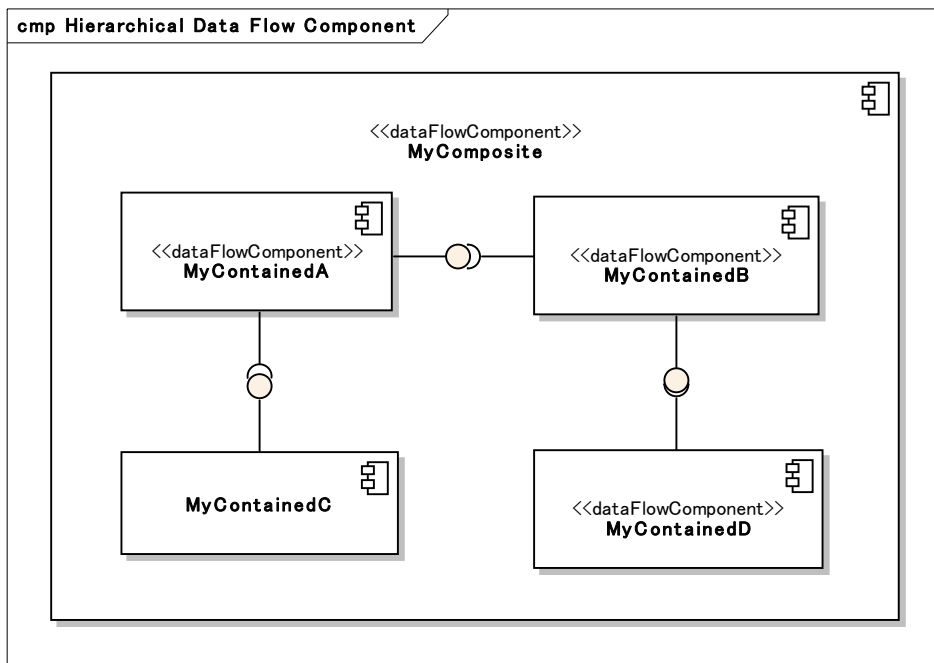 cmp Hierarchical Data Flow Component
<<dataFlowComponent>>
MyComposite
<<dataFlowComponent>>
MyContainedA
<<dataFlowComponent>>
MyContainedB
MyContainedC
<<dataFlowComponent>>
MyContainedD